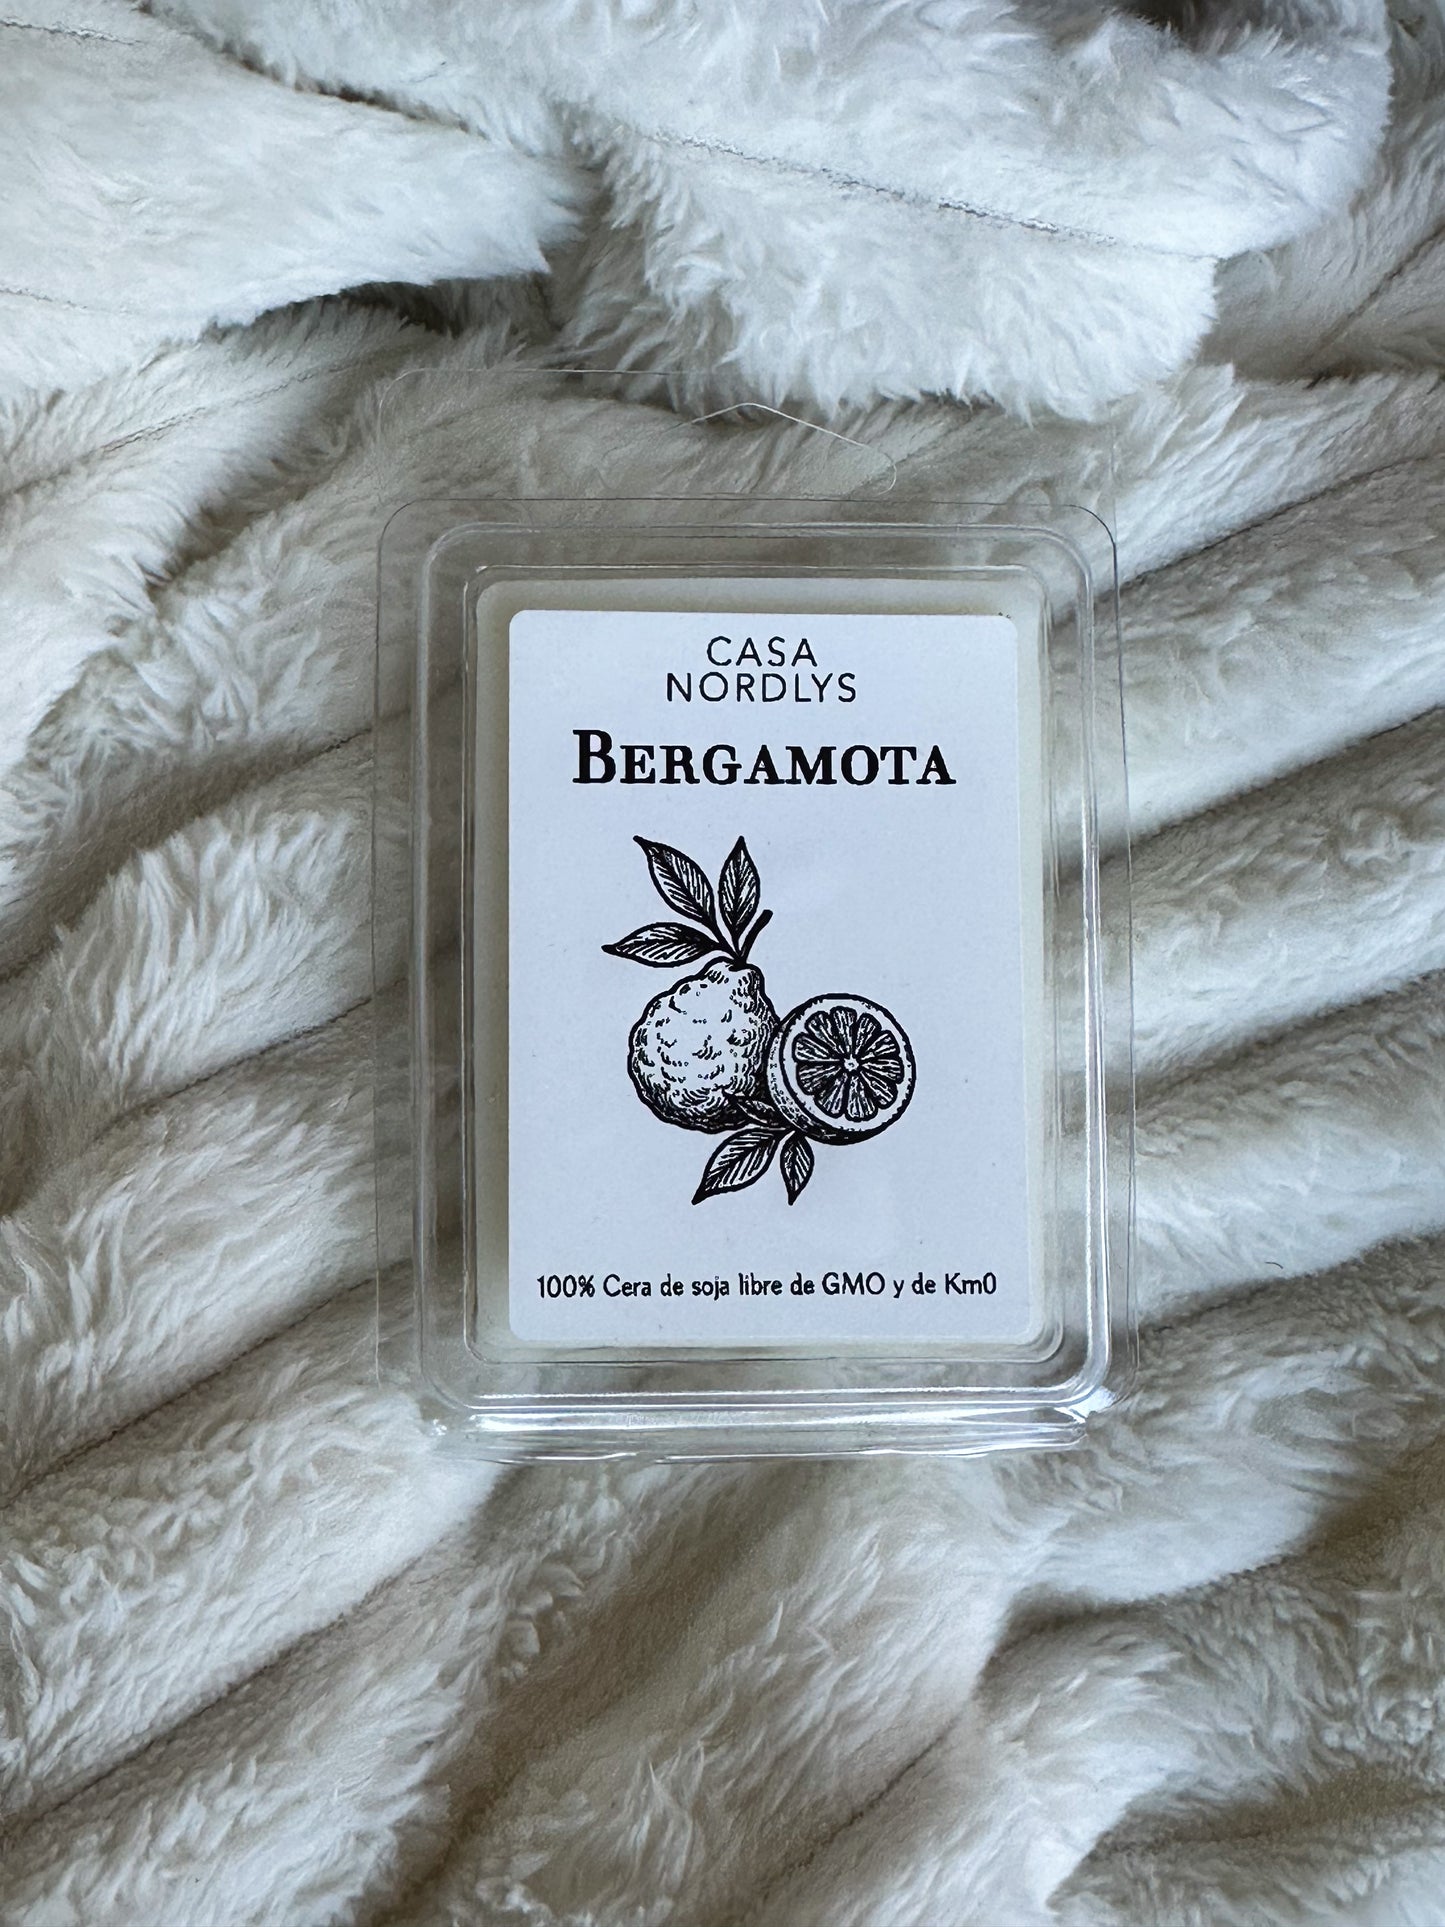 CASA
NORDLYS
BERGAMOTA
100% Cera de soja libre de GMO y de Km0